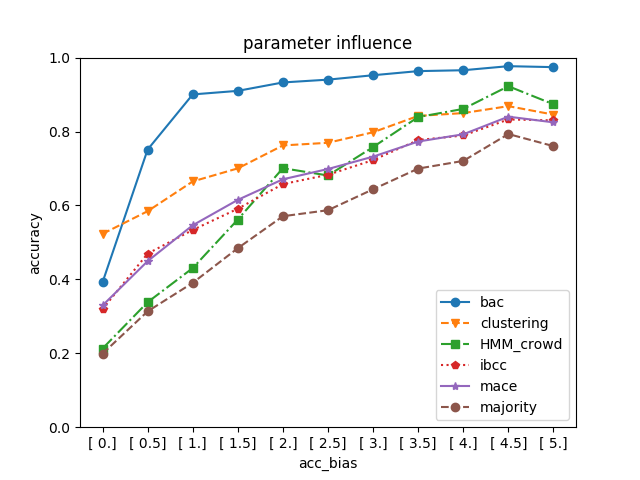 parameter influence
1.0
0.8
0.6
0.4
0.2
0.0
accuracy
bac
clustering
HMM_crowd
ibcc
mace
majority
[ 0.] [ 0.5] [ 1.] [ 1.5] [ 2.] [ 2.5] [ 3.] [ 3.5] [ 4.] [ 4.5] [ 5.]
acc_bias